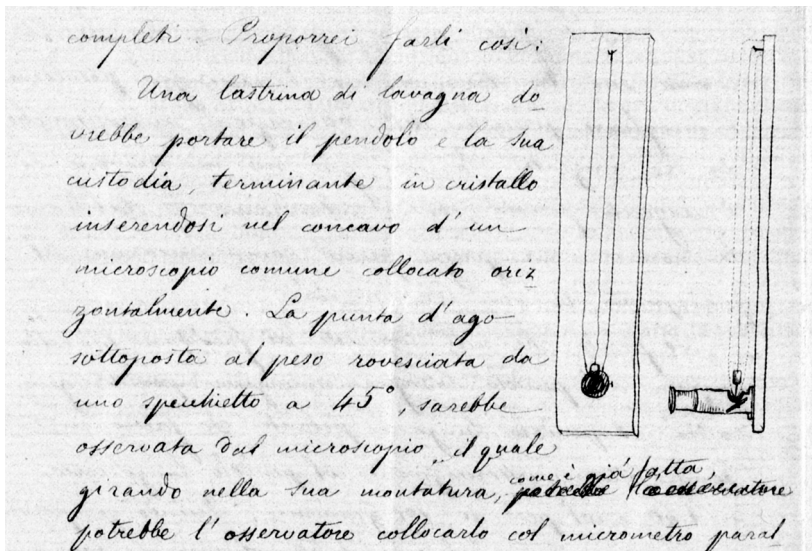 completi. Proporrei farli così:
Una lastrina di lavagna do
vrebbe portare il pendolo e la sua
custodia, terminante in cristallo
inserendosi nel concavo d'un
microscopio comune collocato oriz
zontalmente. La punta d'ago
sottoposta al peso rovesciata da
uno specchietto a 45°, sarebbe
osservata dal microscopio il quale
girando nella sua montatura, come è già fatta,
potrebbe l'osservatore collocarlo col micrometro paral